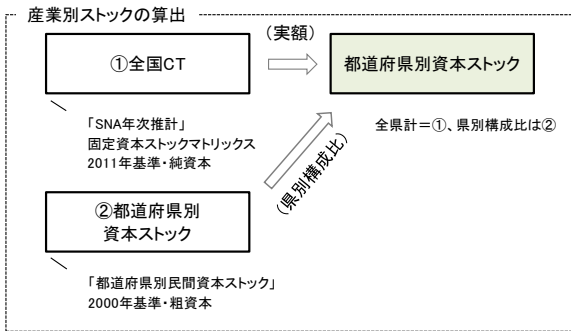 産業別ストックの算出
(実額)
①全国CT
都道府県別資本ストック
「SNA年次推計」
固定資本ストックマトリックス
2011年基準・純資本
全県計=①、県別構成比は②
(県別構成比)
②都道府県別
資本ストック
「都道府県別民間資本ストック」
2000年基準・粗資本